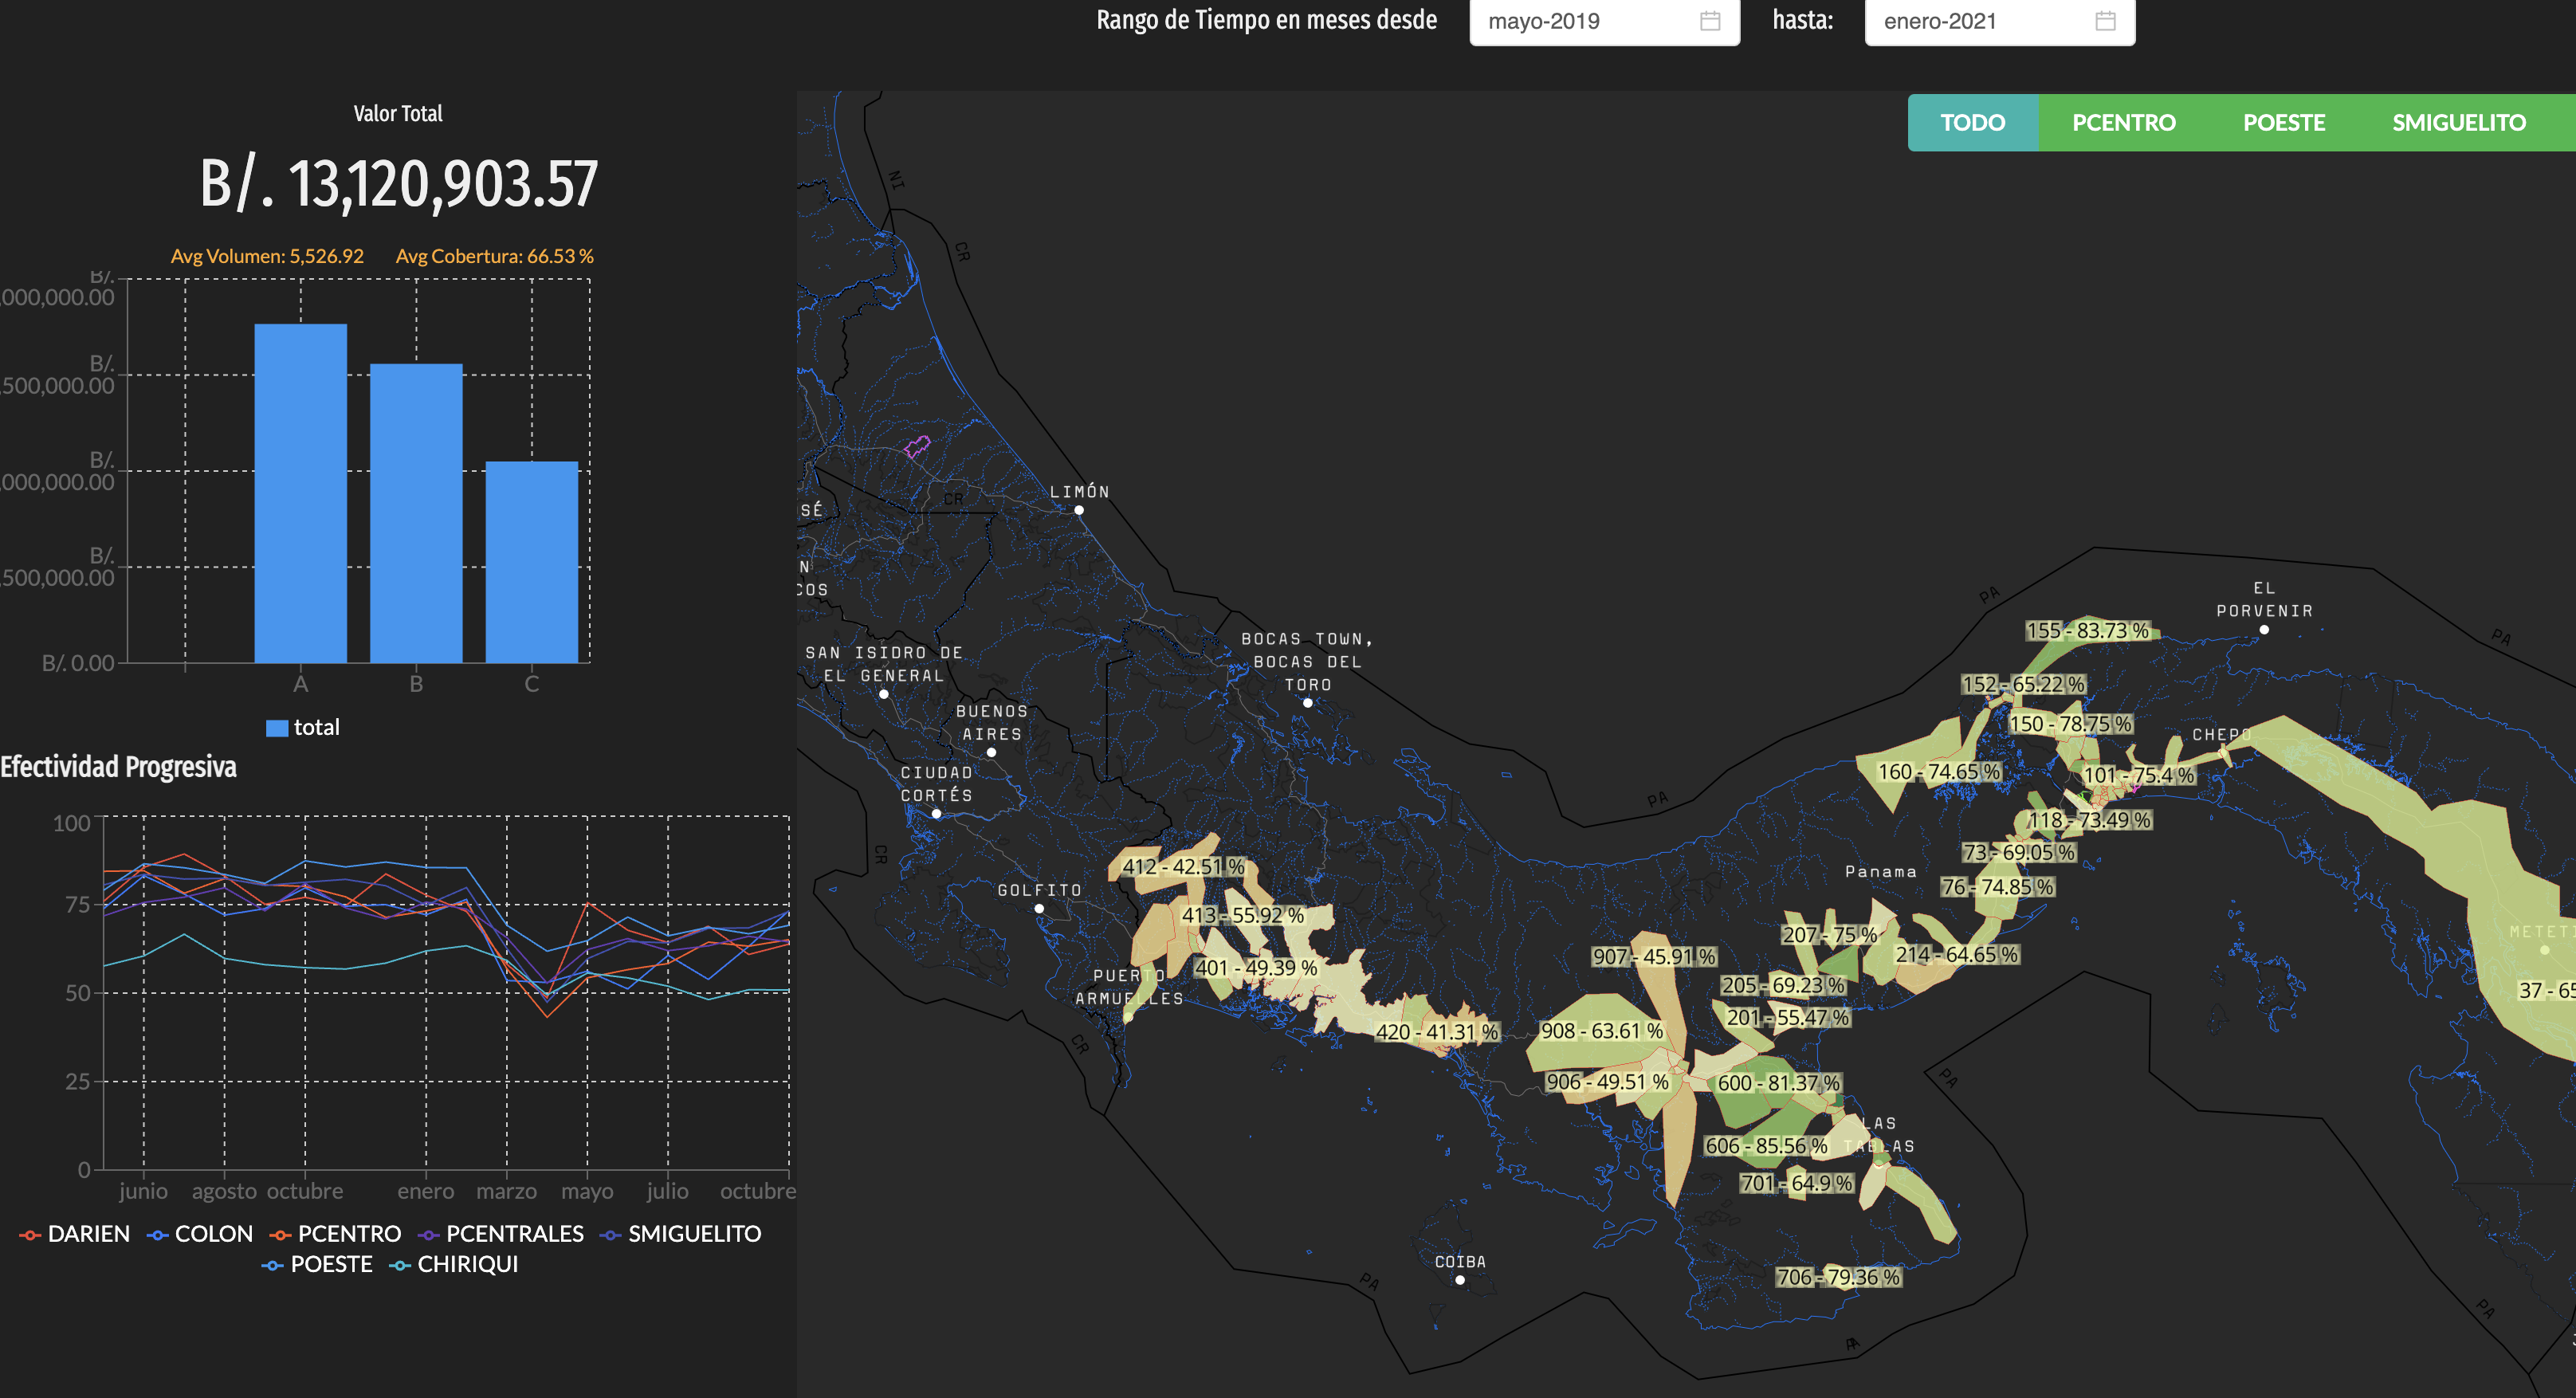 Rango de Tiempo en meses desde
mayo-2019
hasta:
enero-2021
TODO
PCENTRO
POESTE
SMIGUELITO
Valor Total
B/. 13,120,903.57
Avg Volumen: 5,526.92
Avg Cobertura: 66.53 %
B/.
,000,000.00
B/.
,500,000.00
B/.
,000,000.00
B/.
,500,000.00
B/. 0.00
A
B
C
total
Efectividad Progresiva
100
75
50
25
0
junio
agosto
octubre
enero
marzo
mayo
julio
octubre
DARIEN
COLON
PCENTRO
PCENTRALES
SMIGUELITO
POESTE
CHIRIQUI
NI
CR
CR
LIMÓN
SÉ
N
COS
SAN ISIDRO DE
EL GENERAL
BUENOS
AIRES
CIUDAD
CORTÉS
CR
GOLFITO
BOCAS TOWN,
BOCAS DEL
TORO
PUERTO
ARMUELLES
CR
412 - 42.51 %
413 - 55.92 %
401 - 49.39 %
420 - 41.31 %
PA
PA
EL
PORVENIR
PA
155 - 83.73 %
152 - 65.22 %
150 - 78.75 %
CHEPO
160 - 74.65 %
101 - 75.4 %
118 - 73.49 %
73 - 69.05 %
Panama
76 - 74.85 %
207 - 75 %
907 - 45.91 %
214 - 64.65 %
METETI
205 - 69.23 %
37 - 65
201 - 55.47 %
908 - 63.61 %
906 - 49.51 %
600 - 81.37 %
PA
LAS
TABLAS
606 - 85.56 %
701 - 64.9 %
COIBA
706 - 79.36 %
PA
PA
PA